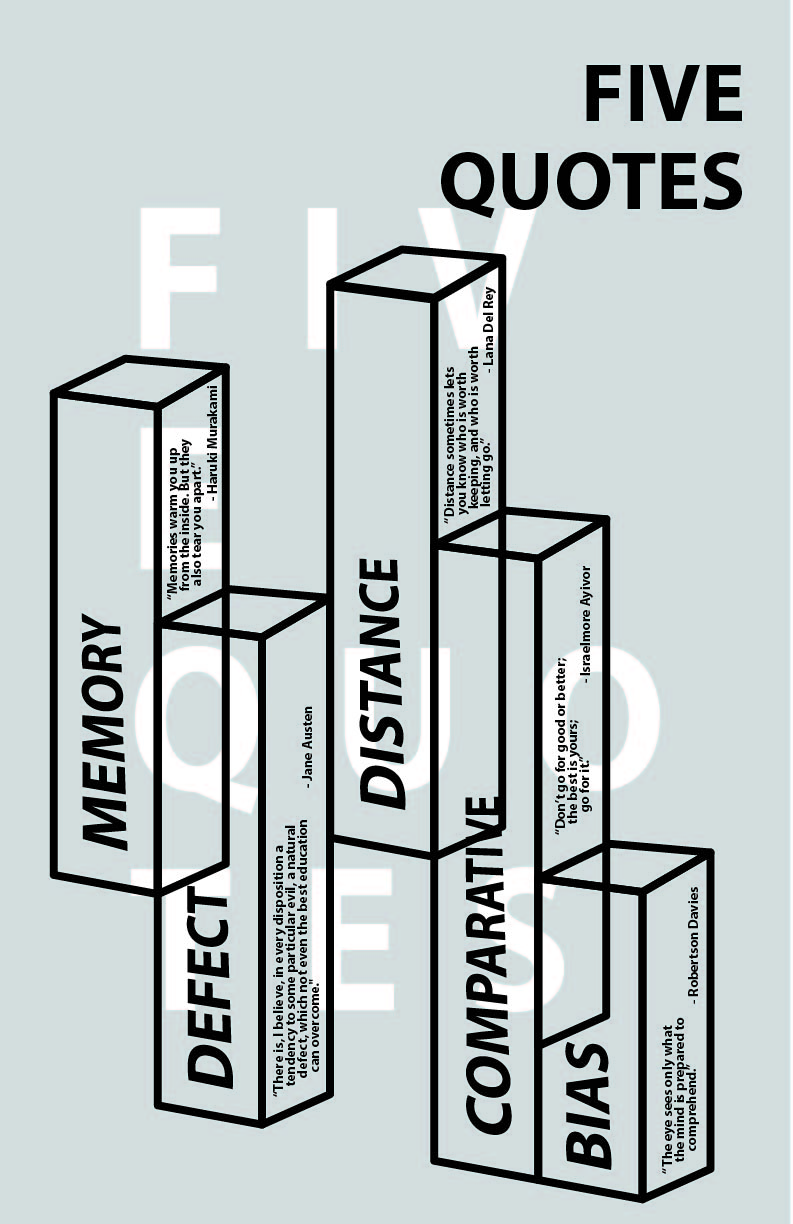 FIVE
QUOTES
F I V
E
Q U O
T E S
MEMORY
“Memories warm you up
from the inside. But they
also tear you apart.”
- Haruki Murakami
DEFECT
“There is, I believe, in every disposition a
tendency to some particular evil, a natural
defect, which not even the best education
can overcome."
- Jane Austen
DISTANCE
“Distance sometimes lets
you know who is worth
keeping, and who is worth
letting go.”
- Lana Del Rey
COMPARATIVE
“Don’t go for good or better;
the best is yours;
go for it.”
- Israelmore Ayivor
BIAS
“The eye sees only what
the mind is prepared to
comprehend.”
- Robertson Davies